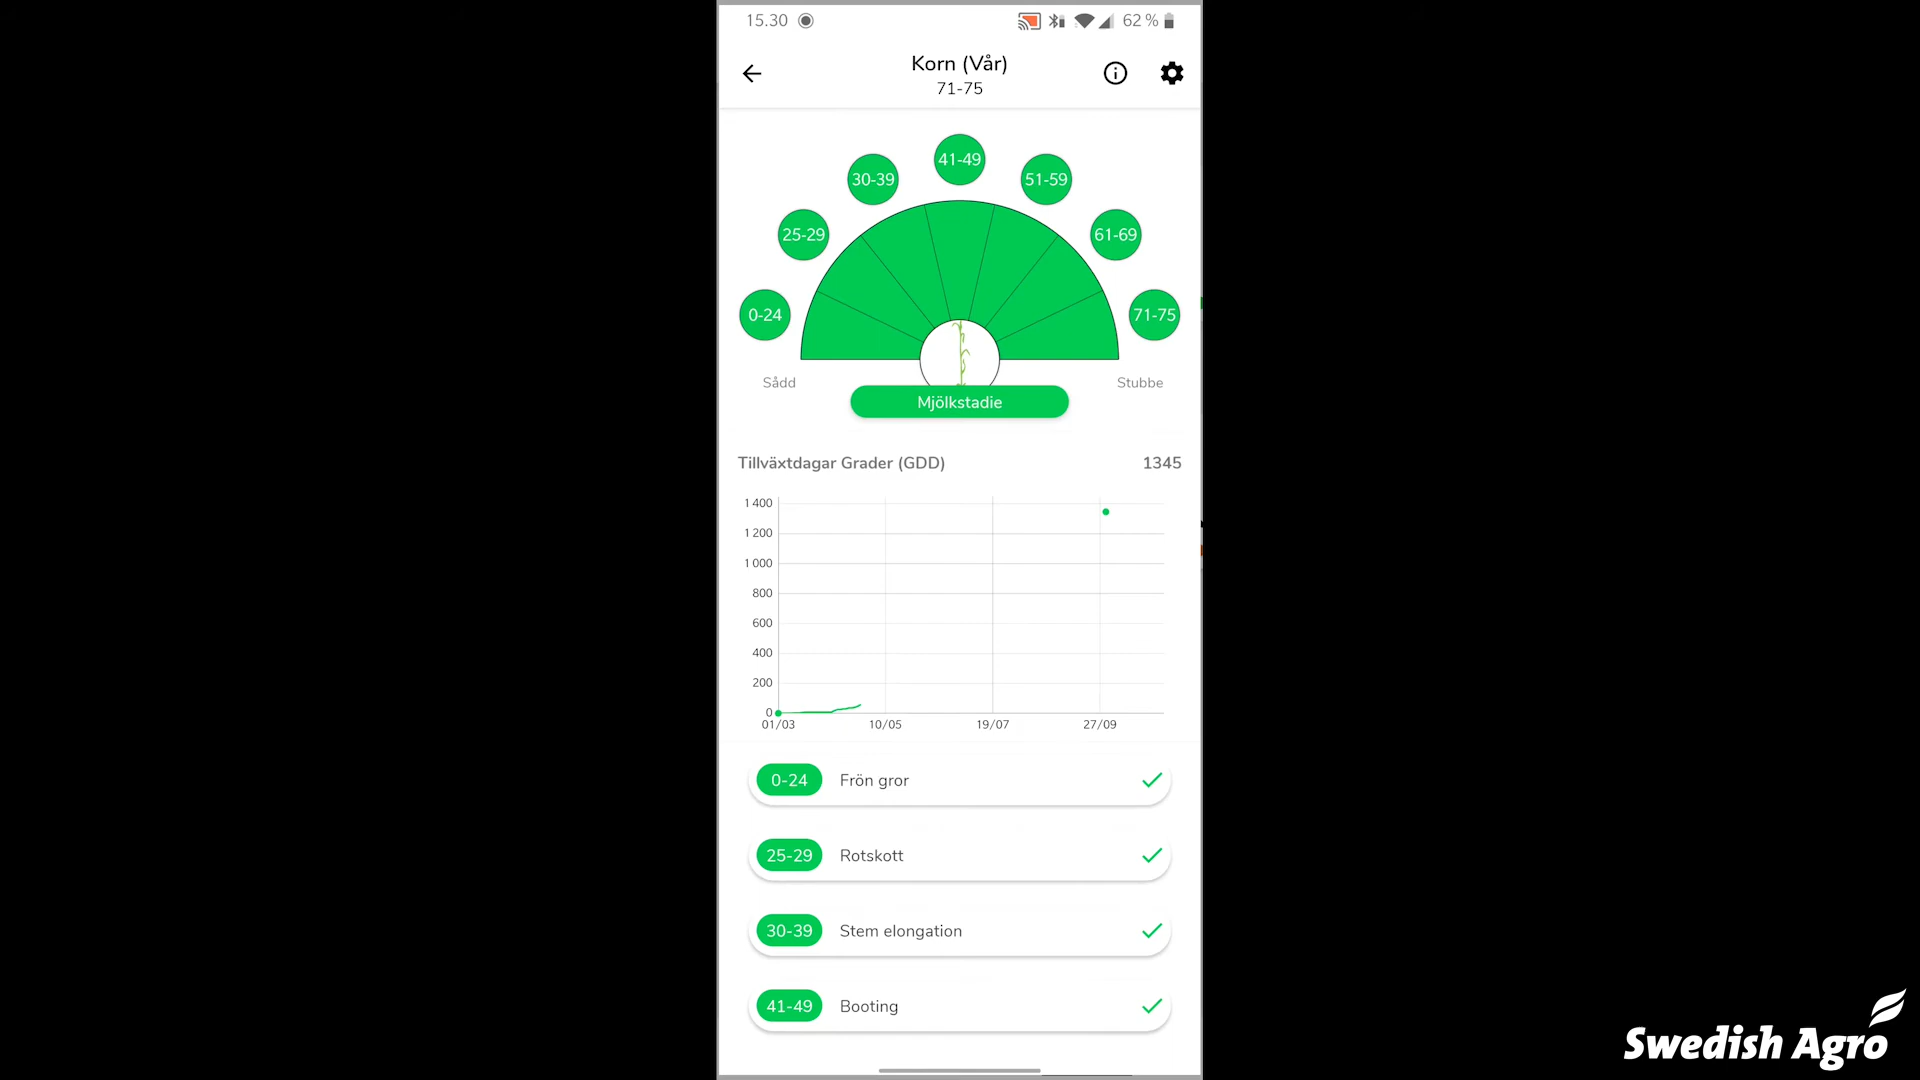 15.30
62 %
Korn (Vår)
71-75
41-49
30-39
51-59
25-29
61-69
0-24
71-75
Sådd
Stubbe
Mjölkstadie
Tillväxtdagar Grader (GDD)
1345
1 400
1 200
1 000
800
600
400
200
0
01/03
10/05
19/07
27/09
0-24
Frön gror
25-29
Rotskott
30-39
Stem elongation
41-49
Booting
Swedish Agro